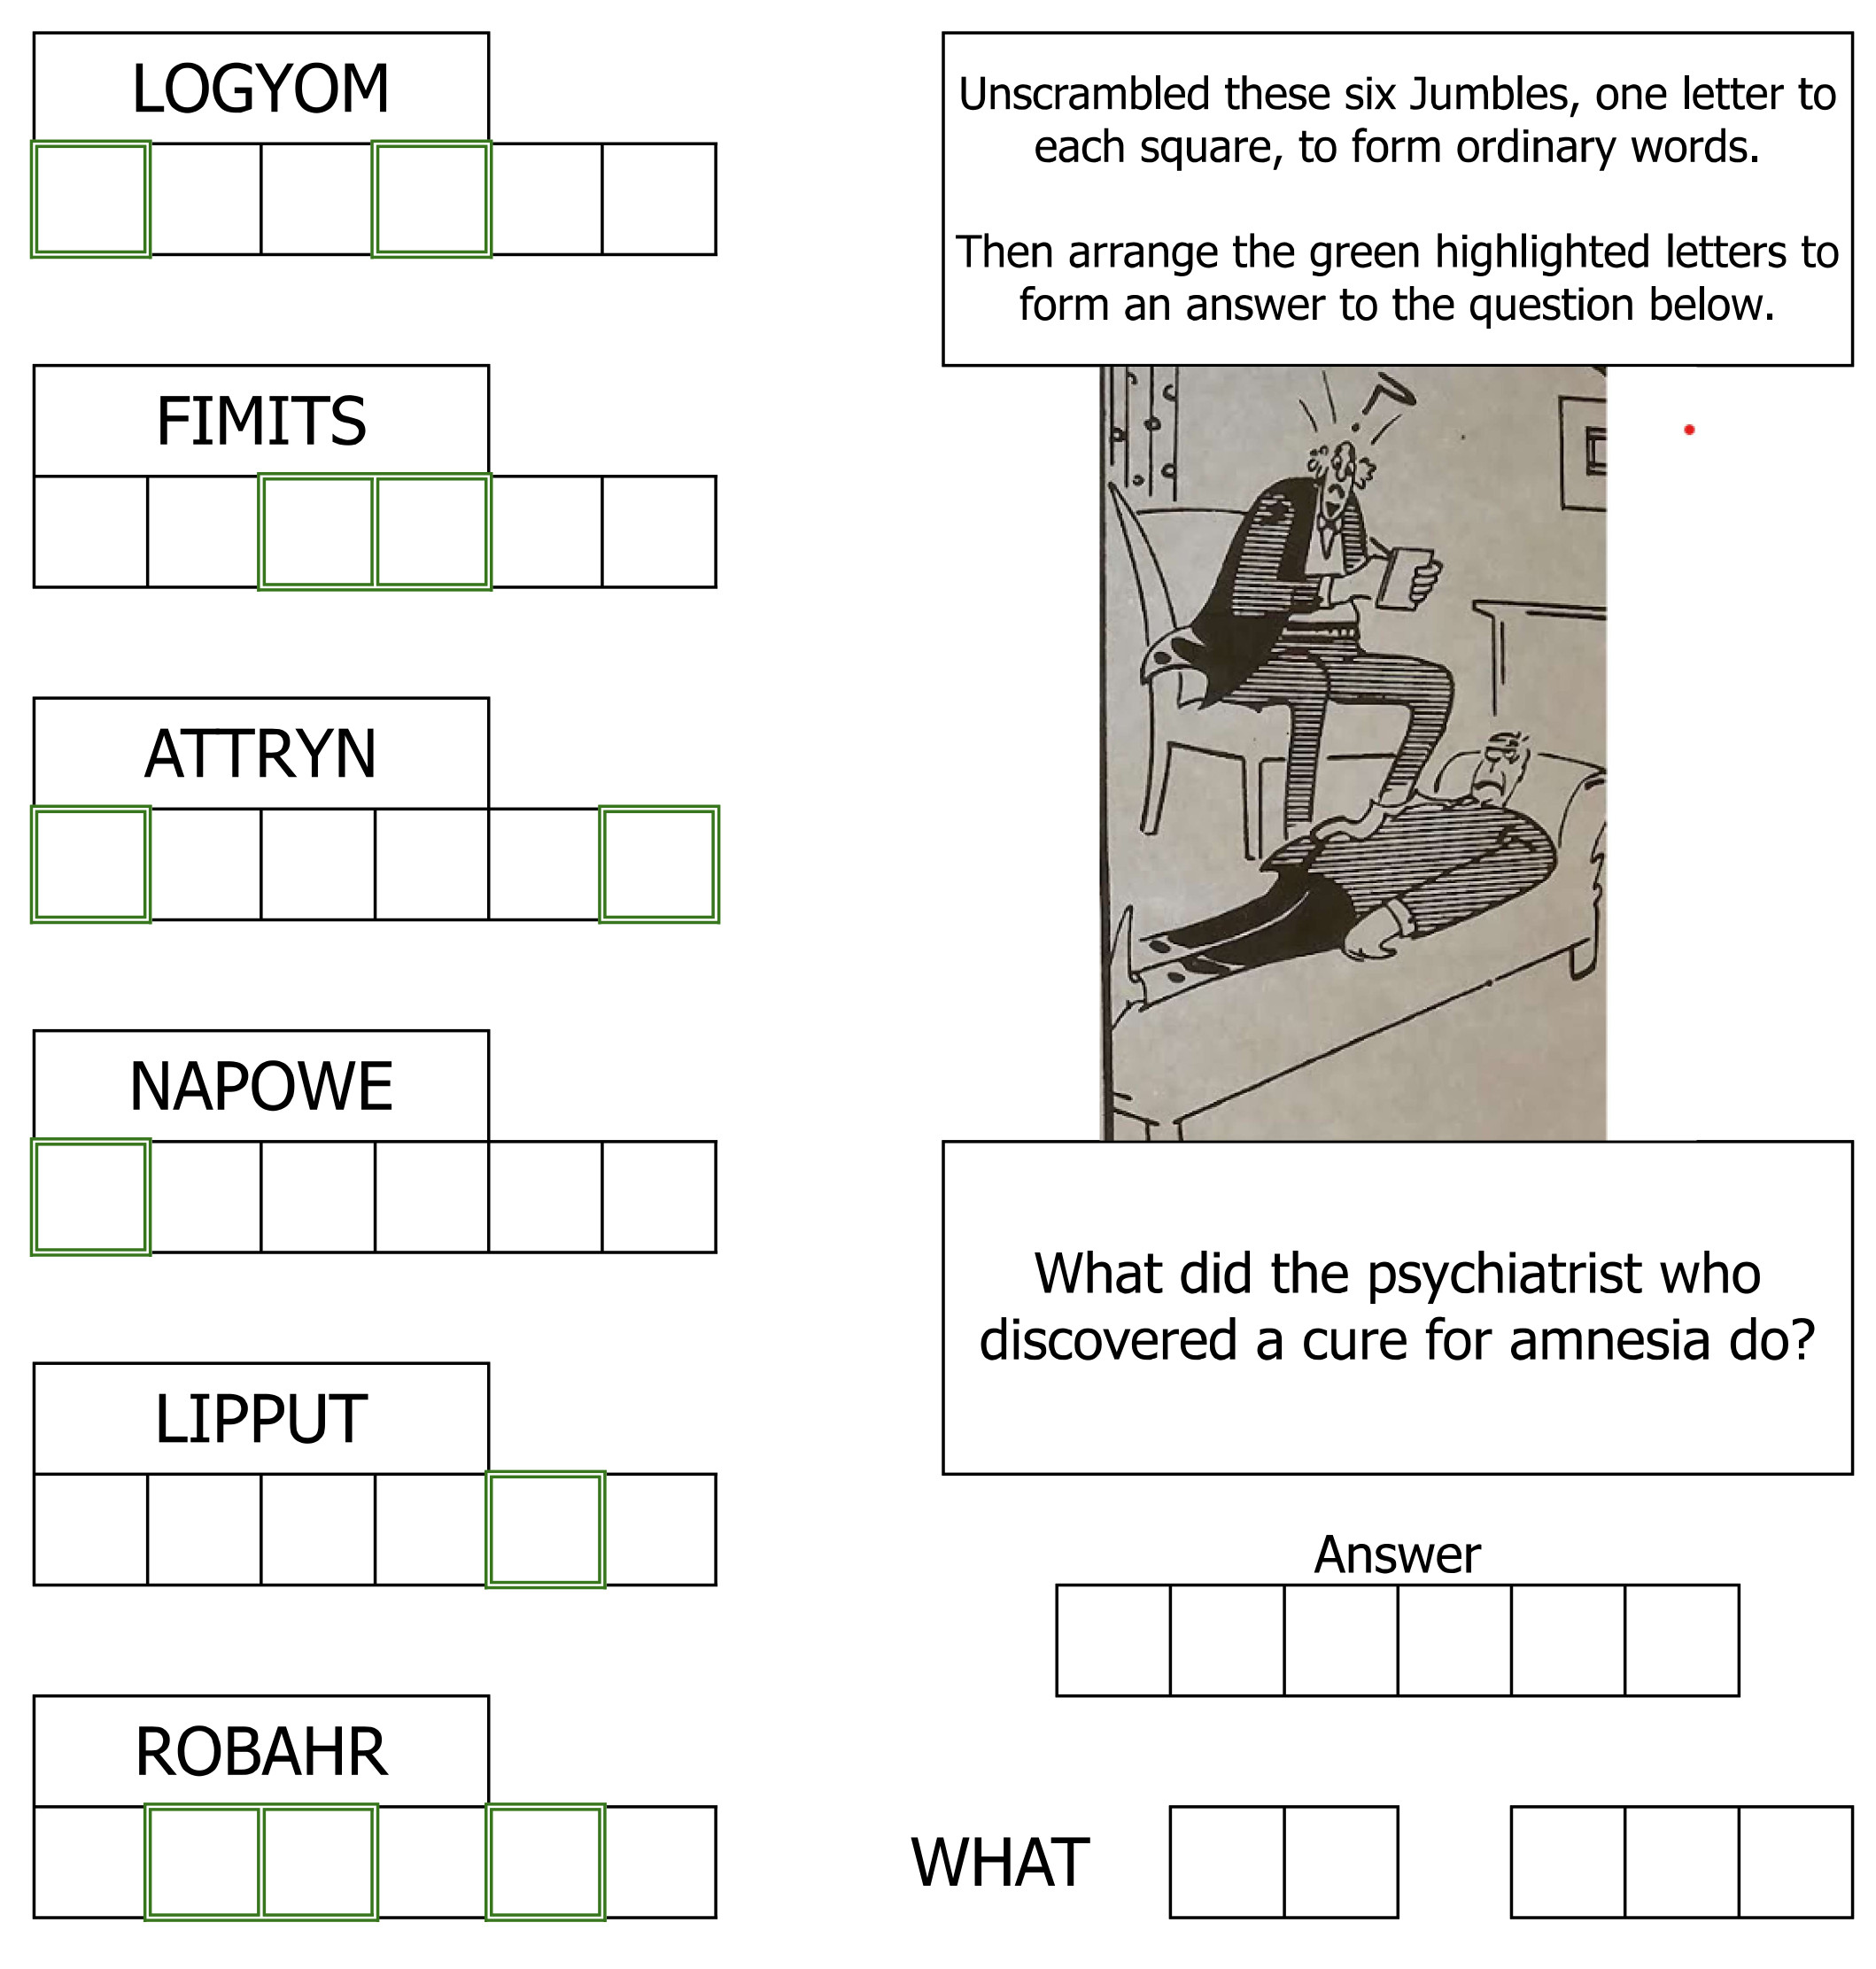 LOGYOM
FIMITS
ATTRYN
NAPOWE
LIPPUT
ROBAHR
Unscrambled these six Jumbles, one letter to
each square, to form ordinary words.
Then arrange the green highlighted letters to
form an answer to the question below.
What did the psychiatrist who
discovered a cure for amnesia do?
Answer
WHAT